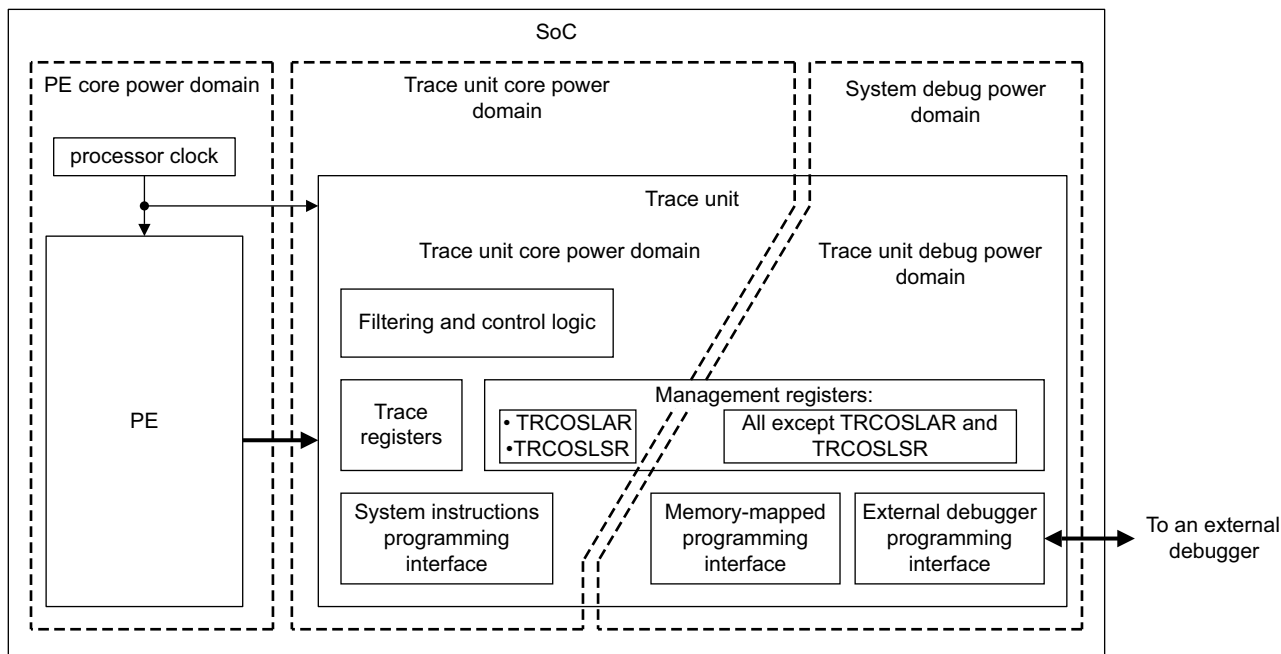 SoC
PE core power domain
Trace unit core power
domain
System debug power
domain
processor clock
Trace unit
Trace unit core power domain
Trace unit debug power
domain
Filtering and control logic
PE
Trace
registers
Management registers:
• TRCOSLAR
•TRCOSLSR
All except TRCOSLAR and
TRCOSLSR
System instructions
programming
interface
Memory-mapped
programming
interface
External debugger
programming
interface
To an external
debugger